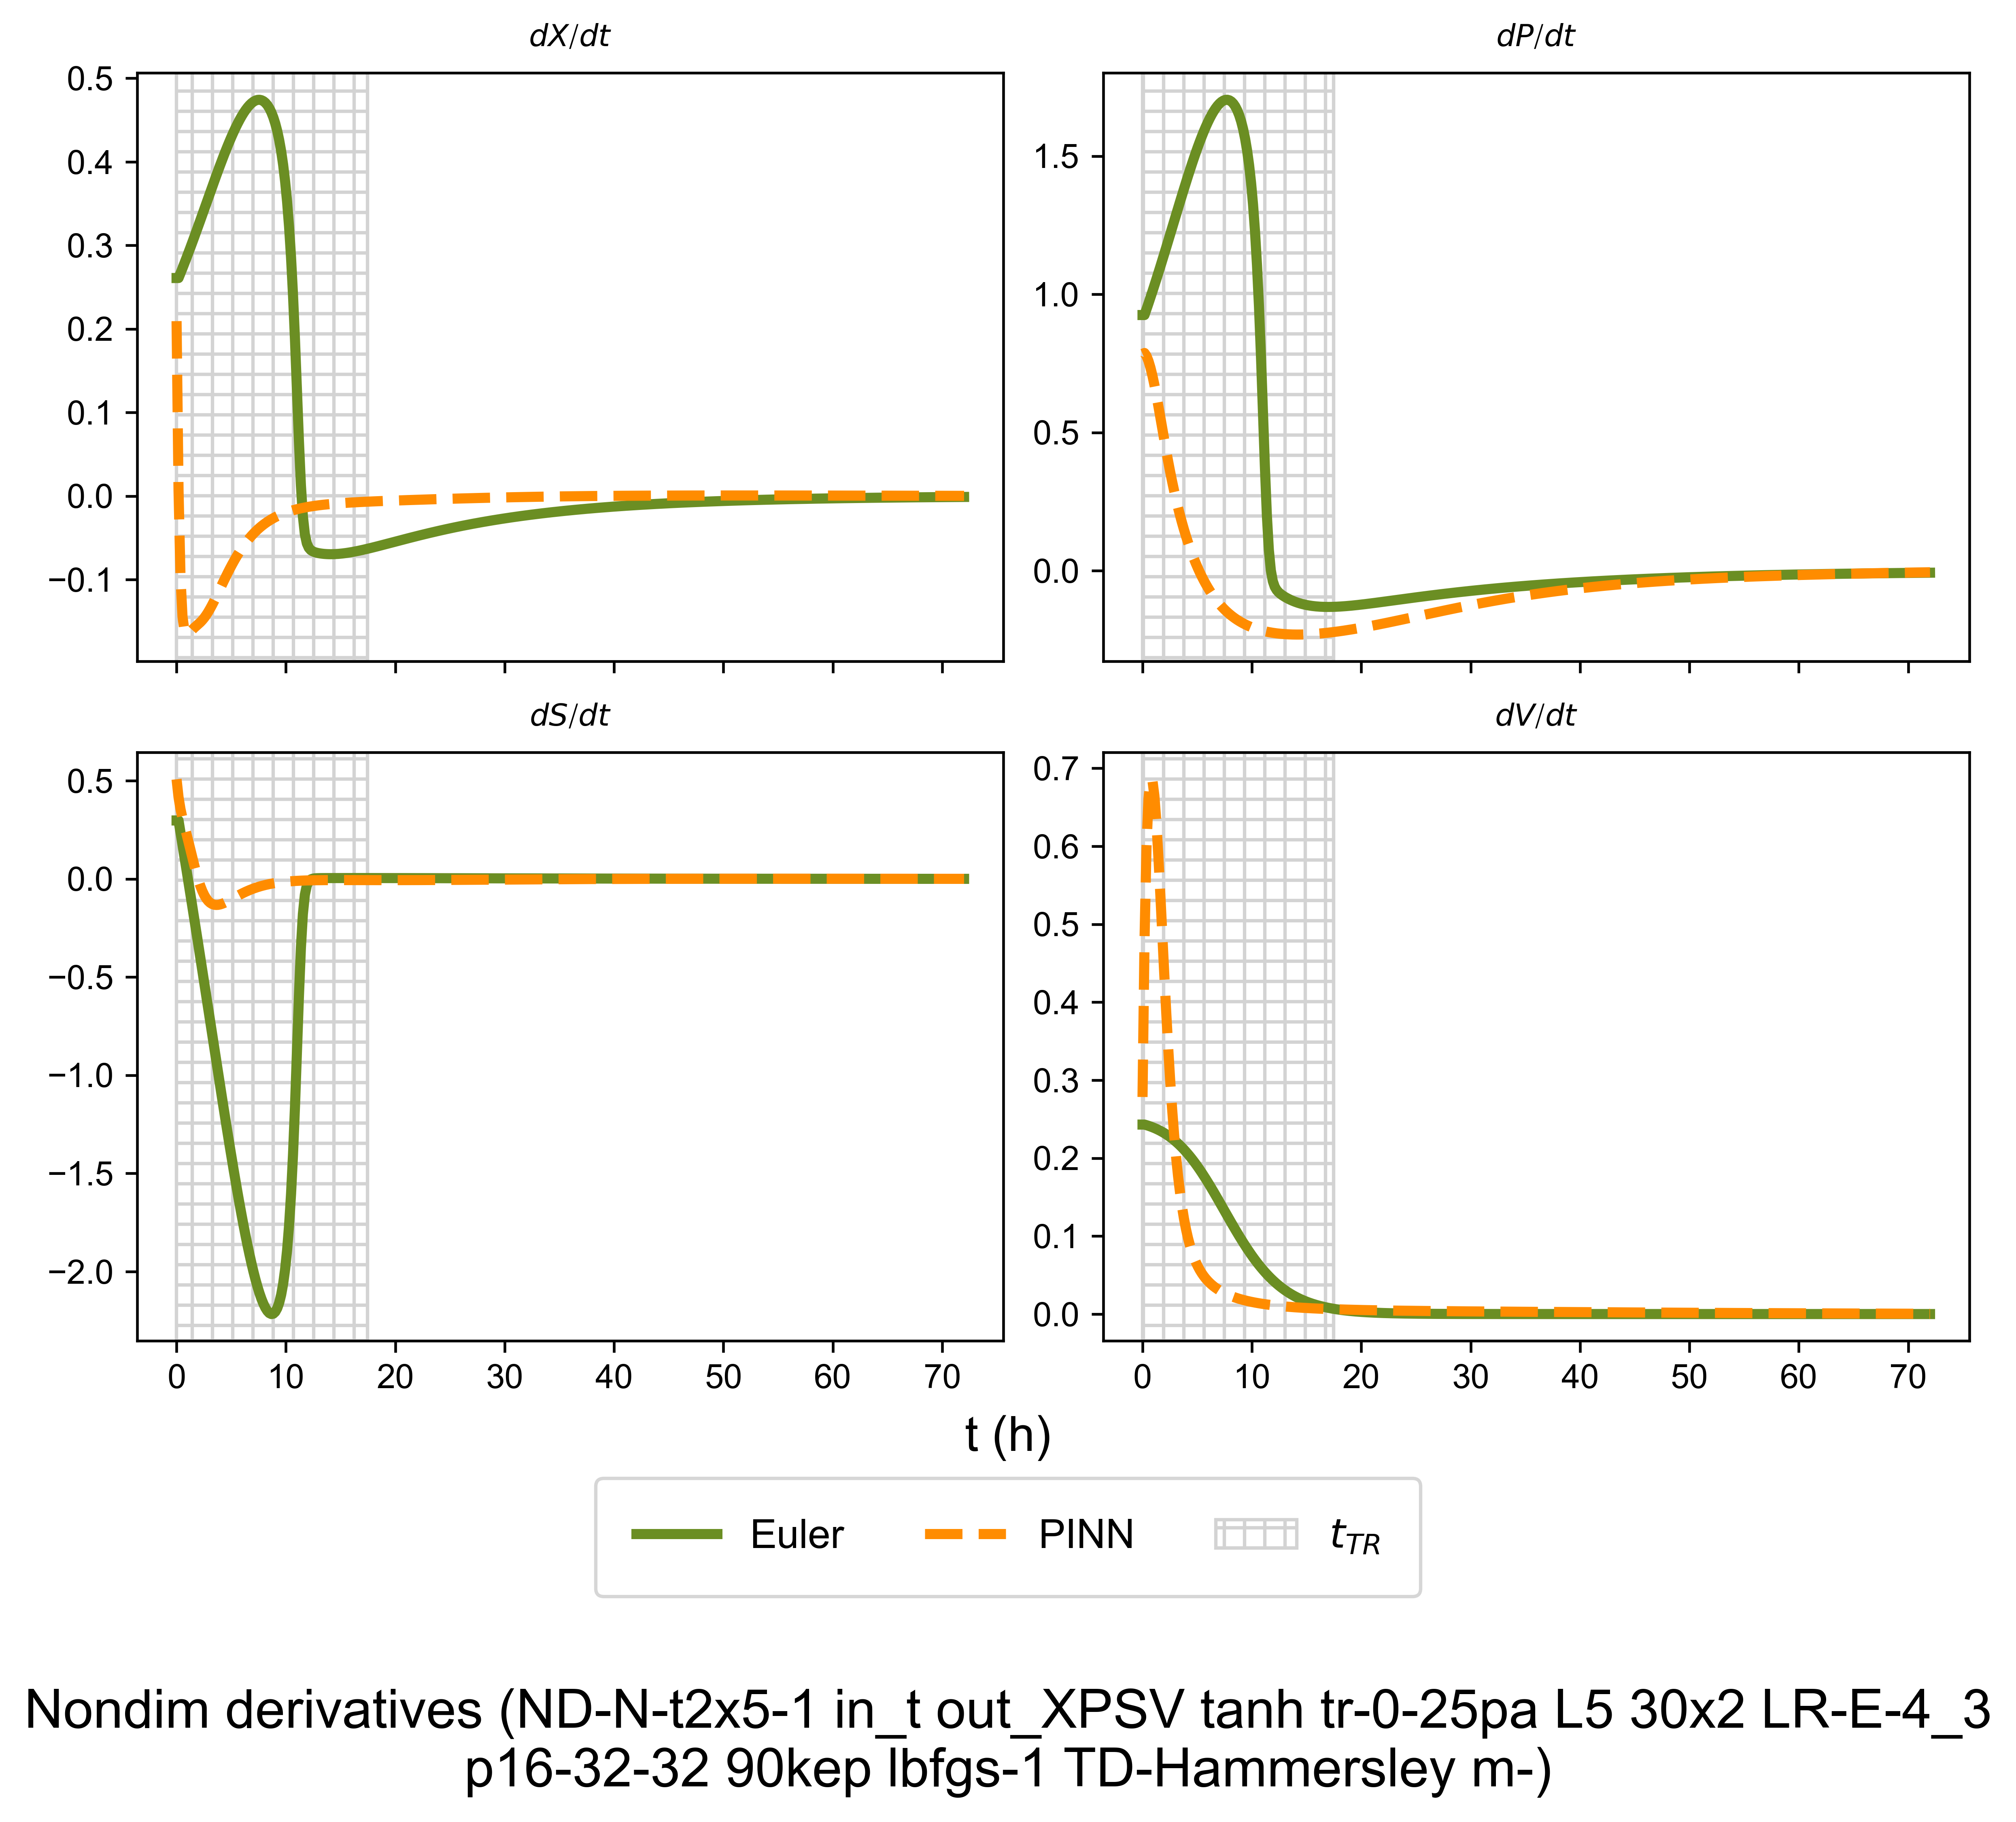 dX/dt
dP/dt
0.5
0.4
0.3
0.2
0.1
0.0
−0.1
1.5
1.0
0.5
0.0
dS/dt
dV/dt
0.5
0.0
−0.5
−1.0
−1.5
−2.0
0 10 20 30 40 50 60 70
0.7
0.6
0.5
0.4
0.3
0.2
0.1
0.0
0 10 20 30 40 50 60 70
t (h)
Euler PINN t_TR
Nondim derivatives (ND-N-t2x5-1 in_t out_XPSV tanh tr-0-25pa L5 30x2 LR-E-4_3
p16-32-32 90kep lbfgs-1 TD-Hammersley m-)